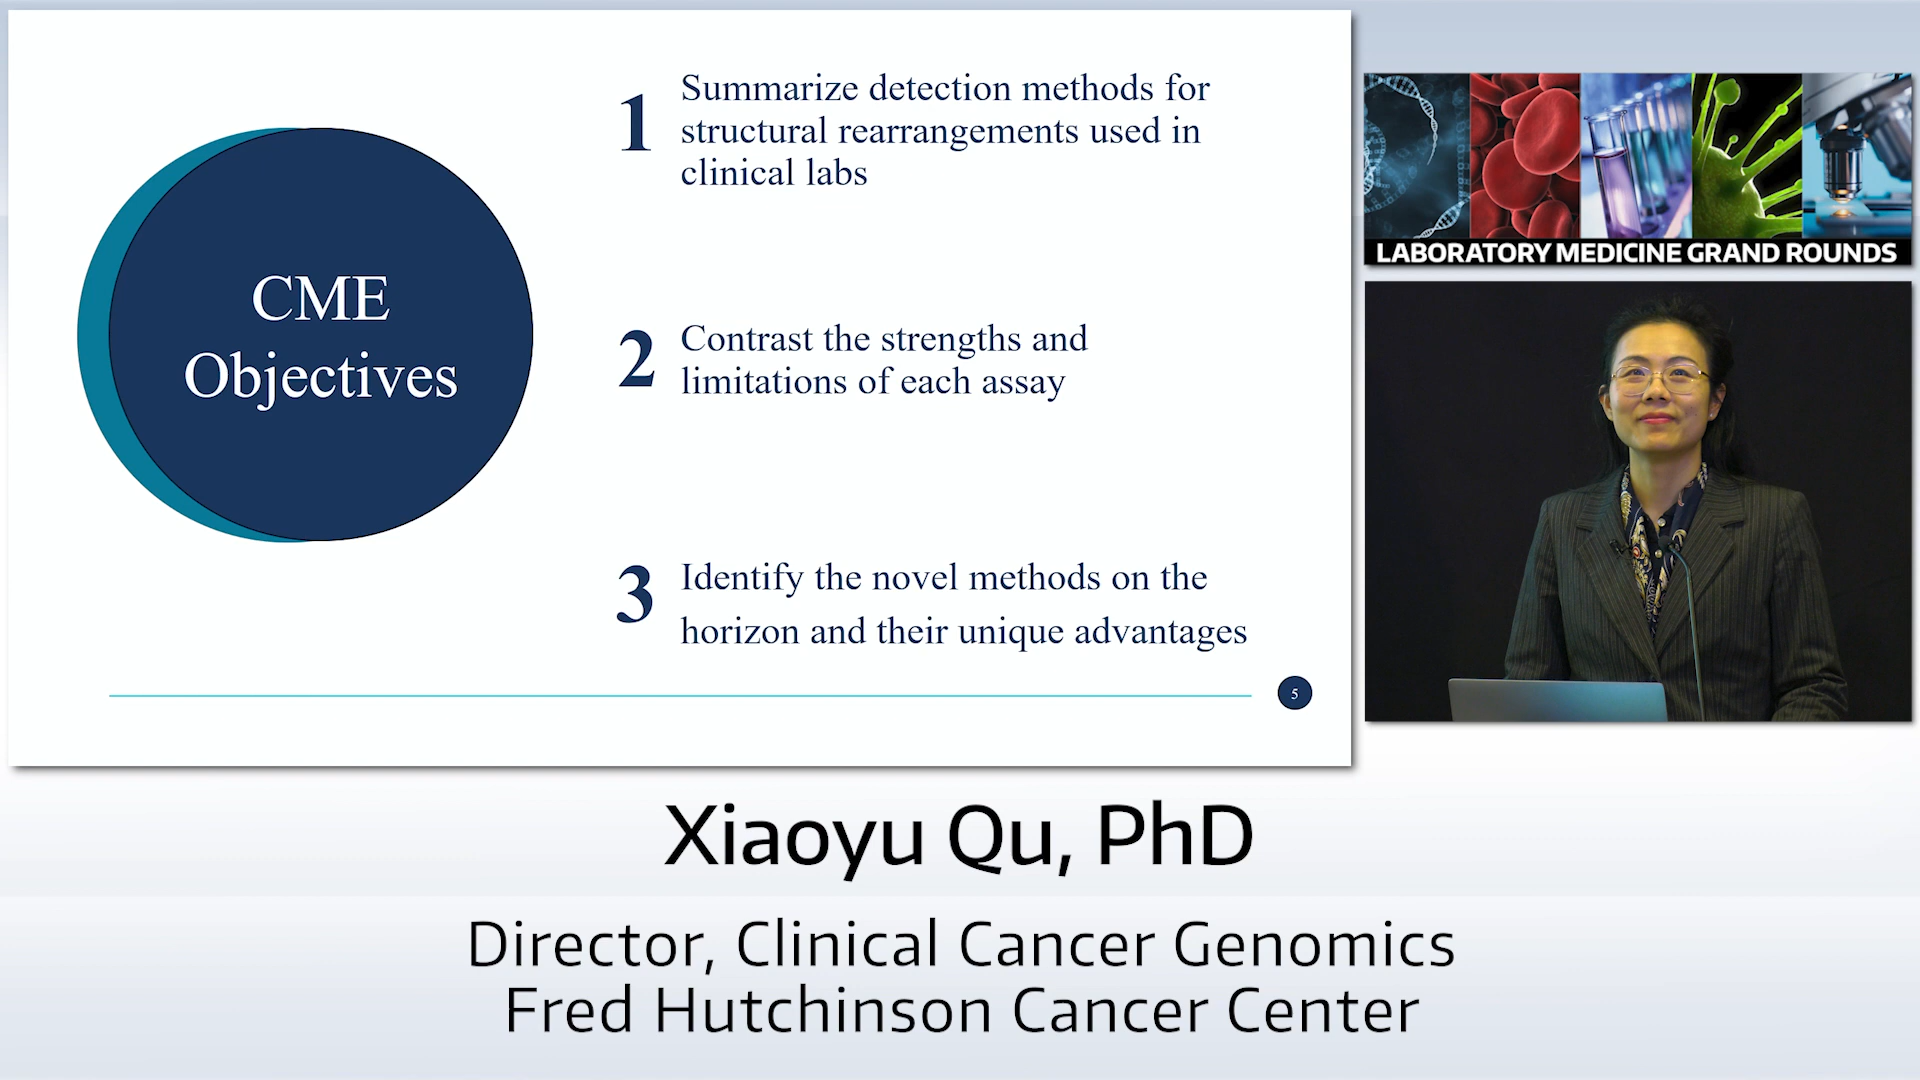 CME
Objectives
1
Summarize detection methods for
structural rearrangements used in
clinical labs
2
Contrast the strengths and
limitations of each assay
3
Identify the novel methods on the
horizon and their unique advantages
5
LABORATORY MEDICINE GRAND ROUNDS
Xiaoyu Qu, PhD
Director, Clinical Cancer Genomics
Fred Hutchinson Cancer Center